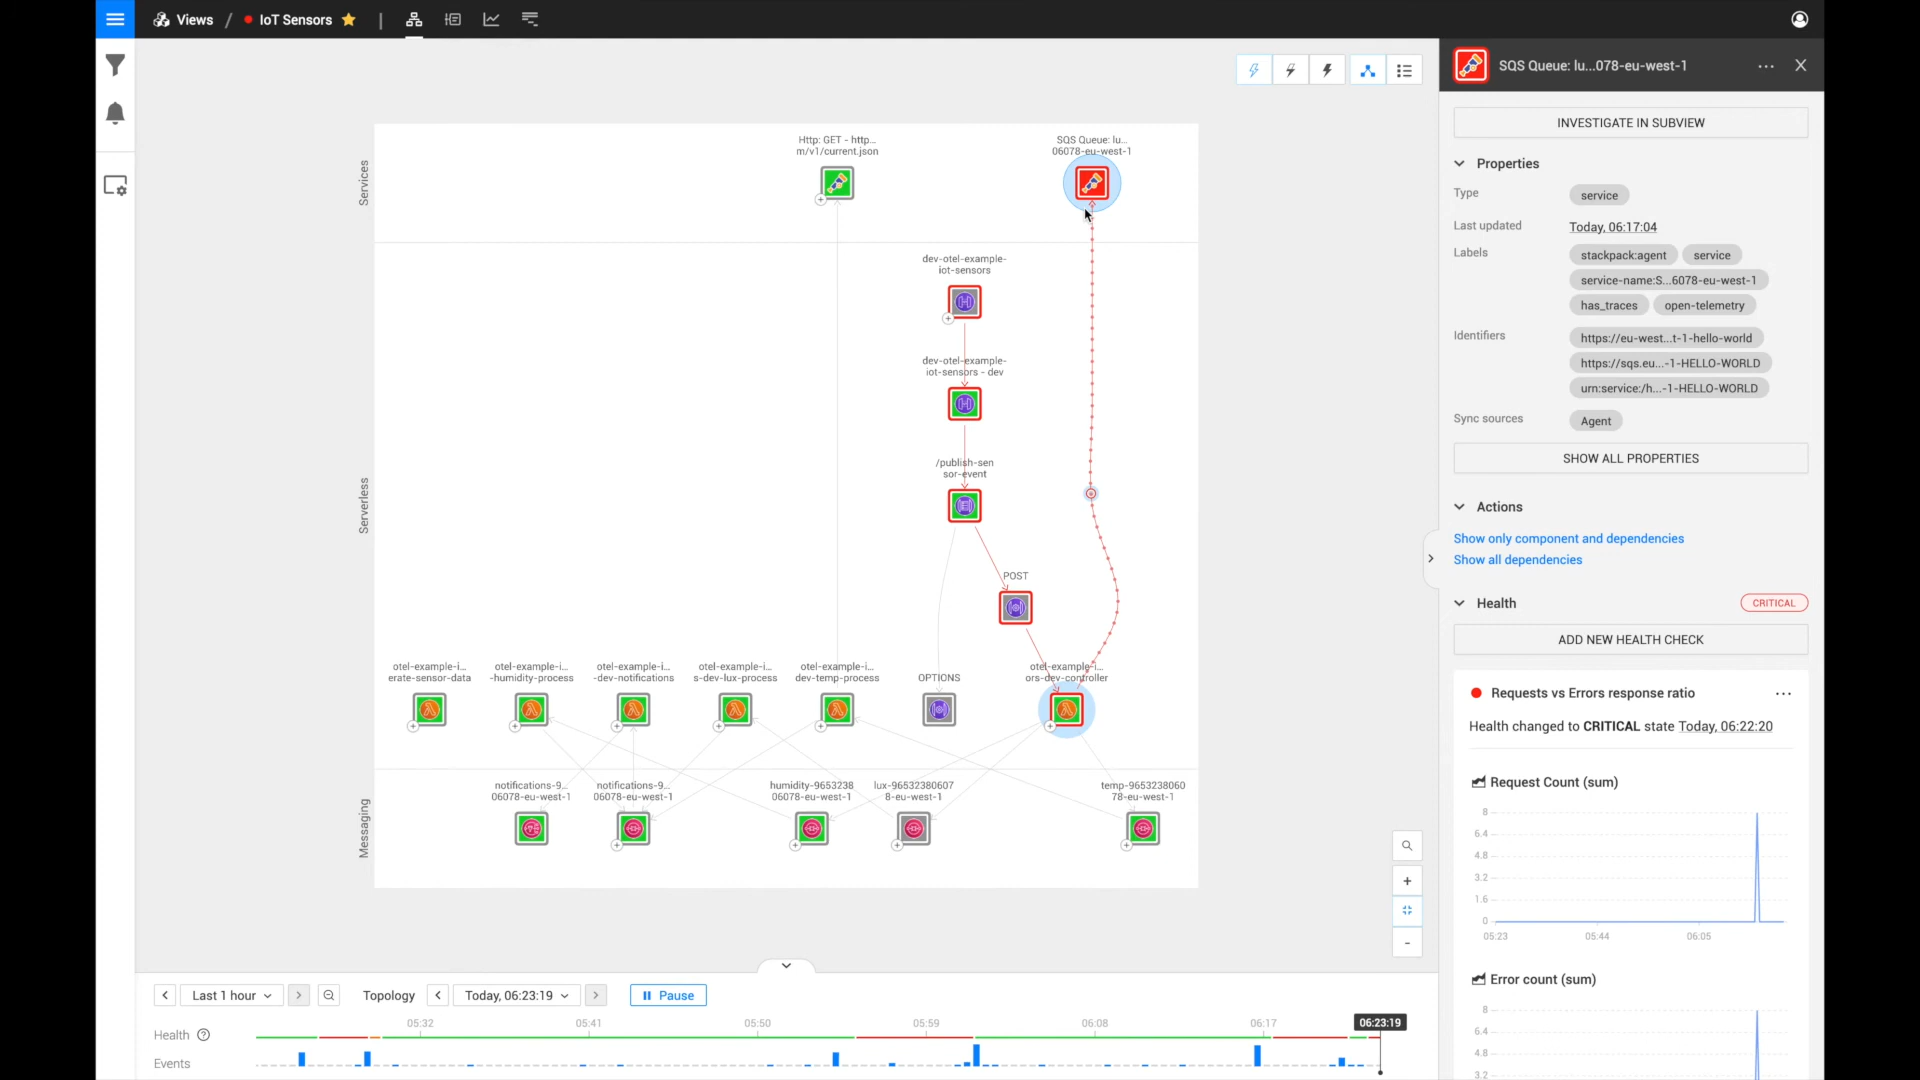 Views / IoT Sensors
SQS Queue: lu...078-eu-west-1
INVESTIGATE IN SUBVIEW
Properties
Type
service
Last updated
Today, 06:17:04
Labels
stackpack:agent
service
service-name:S...6078-eu-west-1
has_traces
open-telemetry
Identifiers
https://eu-west...t-1-hello-world
https://sqs.eu...-1-HELLO-WORLD
urn:service:/h...-1-HELLO-WORLD
Sync sources
Agent
SHOW ALL PROPERTIES
Actions
Show only component and dependencies
Show all dependencies
Health
CRITICAL
ADD NEW HEALTH CHECK
Requests vs Errors response ratio
Health changed to CRITICAL state Today, 06:22:20
Request Count (sum)
8
6.4
4.8
3.2
1.6
0
05:23
05:44
06:05
Error count (sum)
8
6.4
4.8
3.2
Services
Http: GET - http...
m/v1/current.json
SQS Queue: lu...
06078-eu-west-1
Serverless
dev-otel-example-
iot-sensors
dev-otel-example-
iot-sensors - dev
/publish-sen
sor-event
POST
otel-example-i...
erate-sensor-data
otel-example-i...
-humidity-process
otel-example-i...
-dev-notifications
otel-example-i...
s-dev-lux-process
otel-example-i...
dev-temp-process
OPTIONS
otel-example-i...
ors-dev-controller
Messaging
notifications-9...
06078-eu-west-1
notifications-9...
06078-eu-west-1
humidity-9653238
06078-eu-west-1
lux-96532380607
8-eu-west-1
temp-9653238060
78-eu-west-1
Last 1 hour
Topology
Today, 06:23:19
Pause
05:32
05:41
05:50
05:59
06:08
06:17
06:23:19
Health
Events